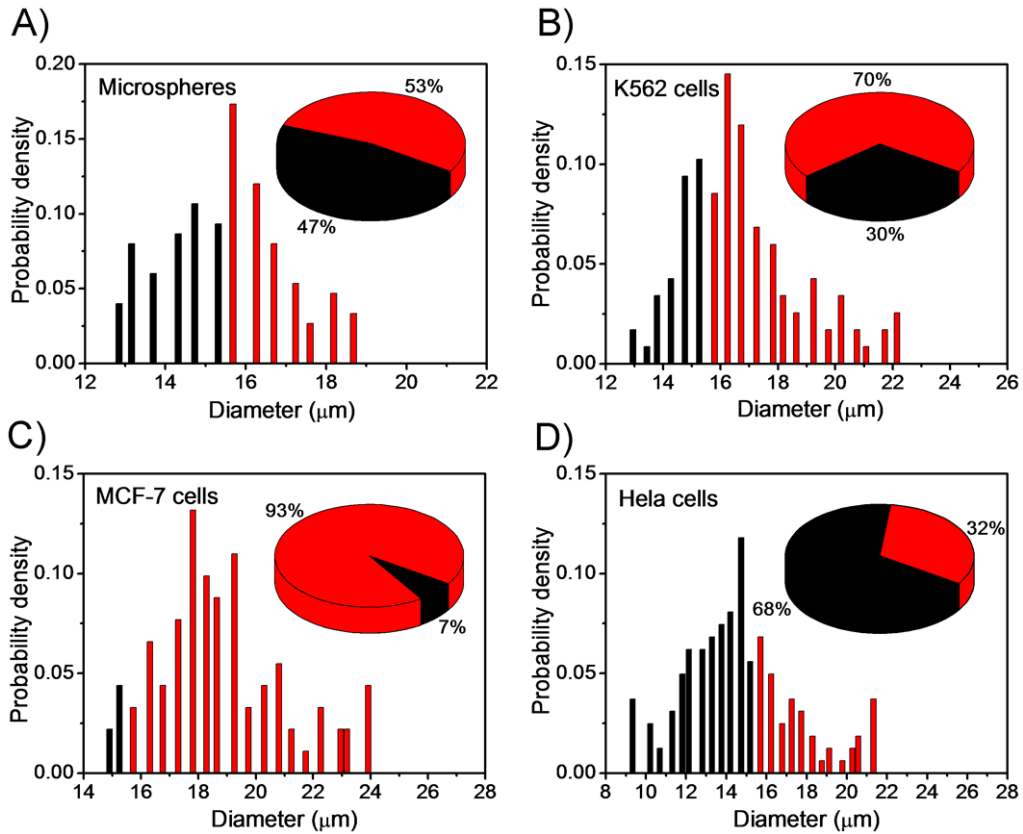 A)
Microspheres
53%
47%
Probability density
0.20
0.15
0.10
0.05
0.00
12 14 16 18 20 22
Diameter (μm)
B)
K562 cells
70%
30%
Probability density
0.15
0.10
0.05
0.00
12 14 16 18 20 22 24 26
Diameter (μm)
C)
MCF-7 cells
93%
7%
Probability density
0.15
0.10
0.05
0.00
14 16 18 20 22 24 26 28
Diameter (μm)
D)
Hela cells
32%
68%
Probability density
0.15
0.10
0.05
0.00
8 10 12 14 16 18 20 22 24 26 28
Diameter (μm)